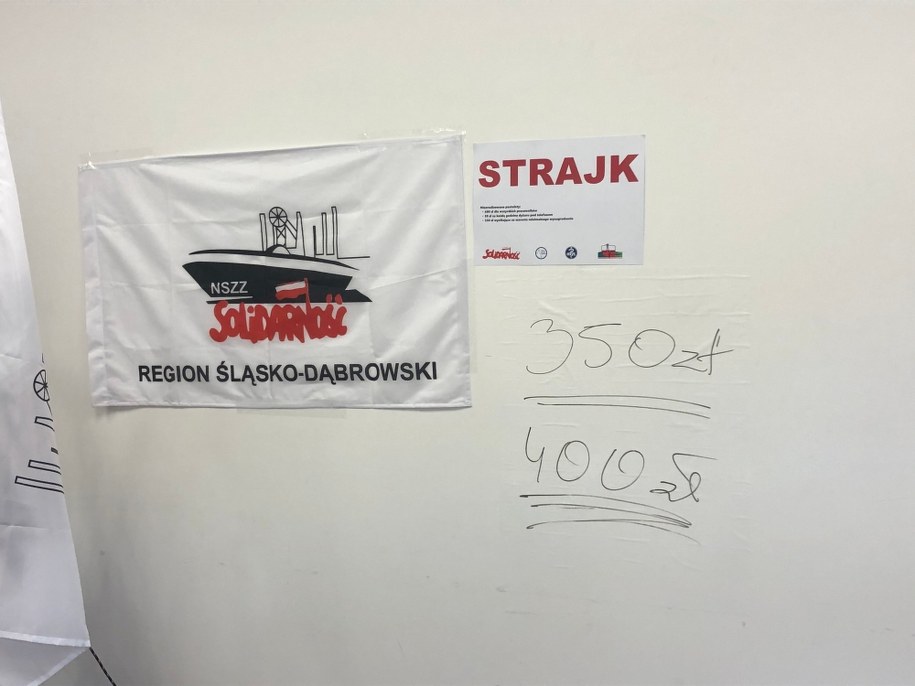 NSZZ
SOLIDARNOŚĆ
REGION ŚLĄSKO-DĄBROWSKI
STRAJK
SOLIDARNOŚĆ
350 zł
400 zł